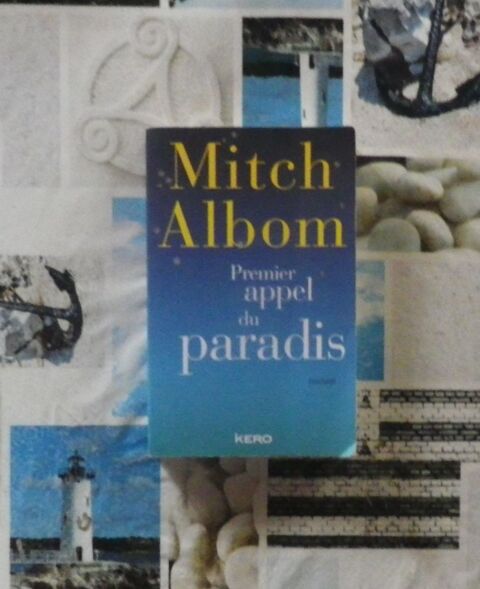 Mitch
Albom
Premier
appel
du
paradis
roman
KERO